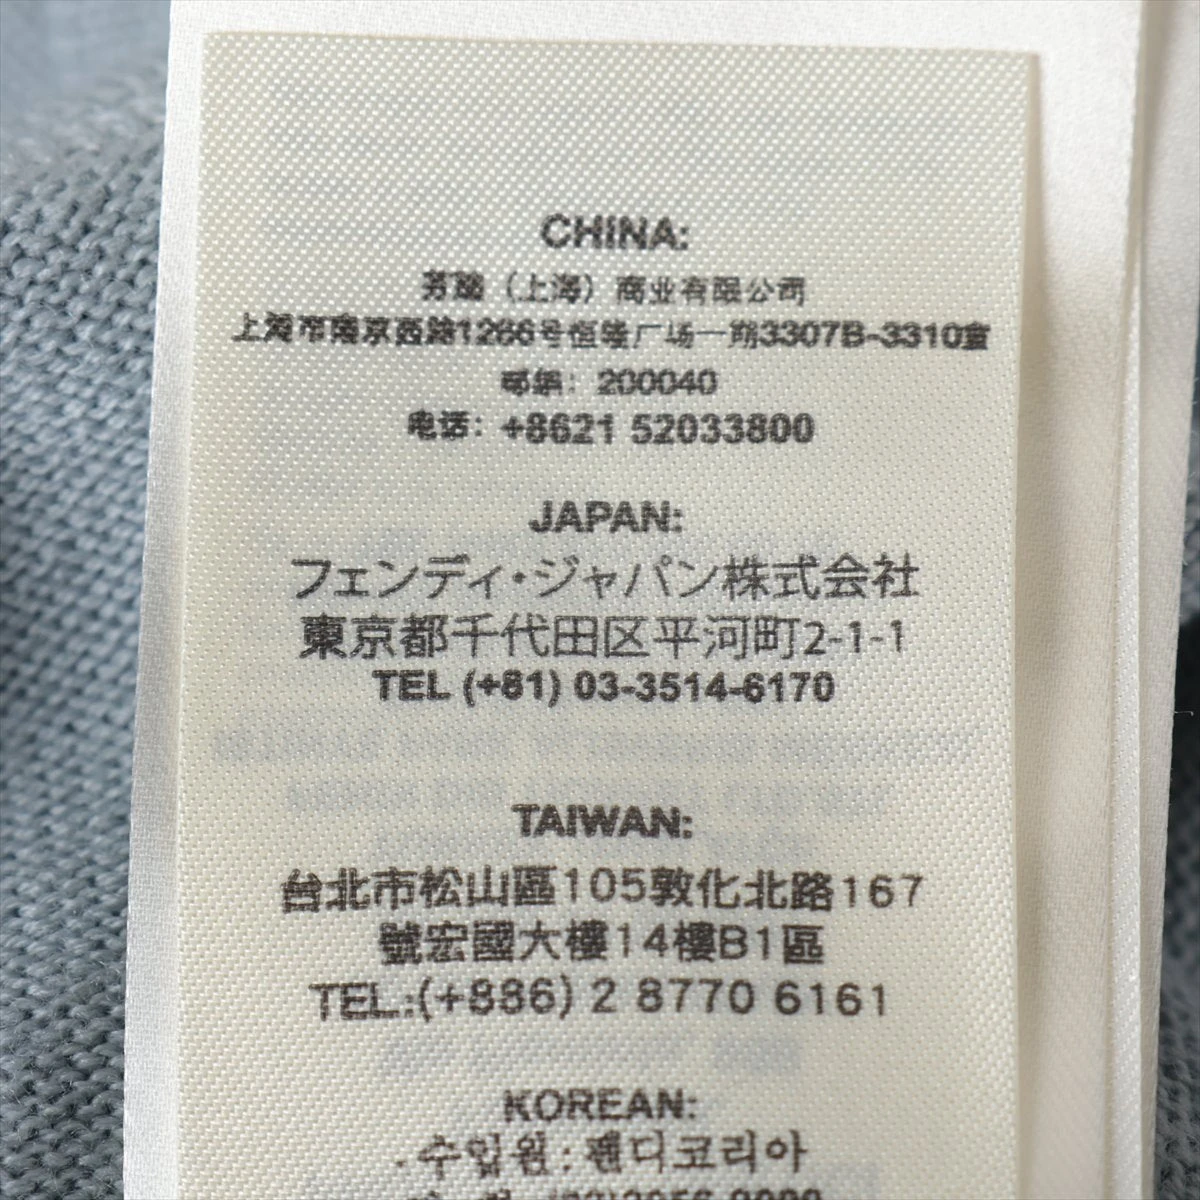 CHINA:
芬迪（上海）商业有限公司
上海市南京西路1266号恒隆广场一期3307B-3310室
邮编：200040
电话：+8621 52033800
JAPAN:
フェンディ・ジャパン株式会社
東京都千代田区平河町2-1-1
TEL (+81) 03-3514-6170
TAIWAN:
台北市松山區105敦化北路167
號宏國大樓14樓B1區
TEL.:(+886) 2 8770 6161
KOREAN:
- 수입원 : 펜디코리아